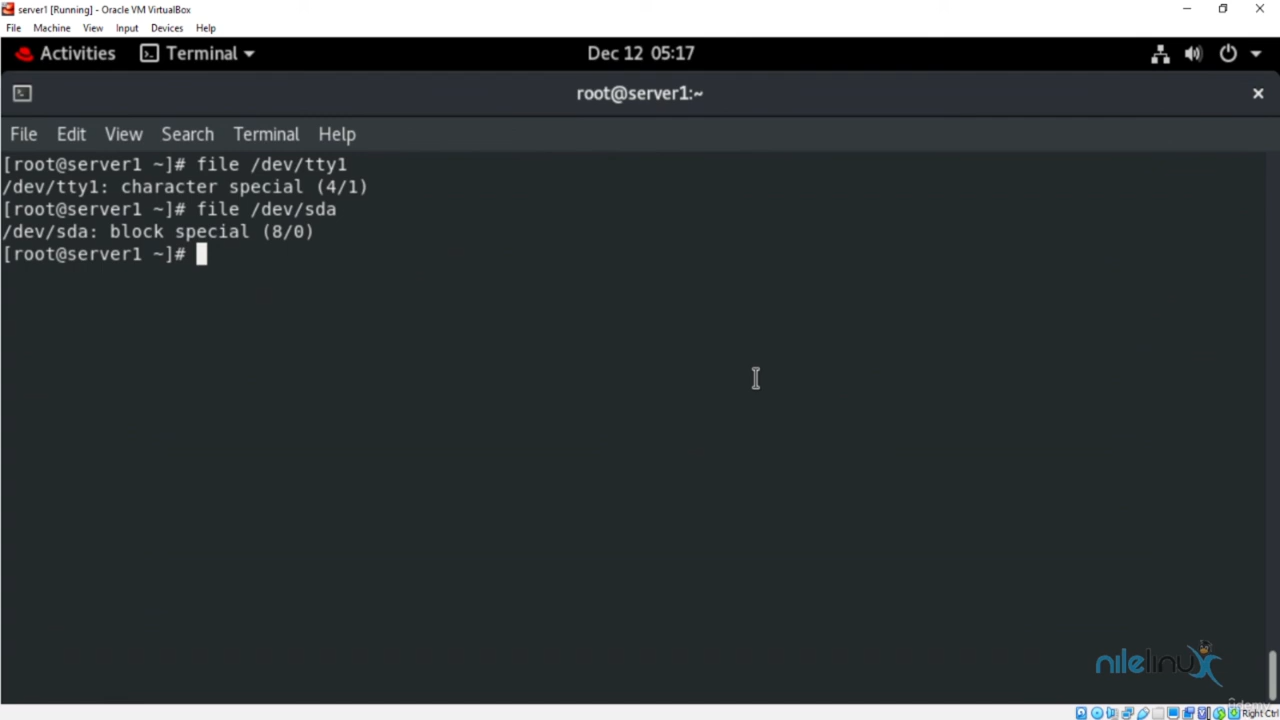 server1 [Running] - Oracle VM VirtualBox
File Machine View Input Devices Help
Activities Terminal Dec 12 05:17
root@server1:~
File Edit View Search Terminal Help
[root@server1 ~]# file /dev/tty1
/dev/tty1: character special (4/1)
[root@server1 ~]# file /dev/sda
/dev/sda: block special (8/0)
[root@server1 ~]#
nilelinux
Udemy
Right Ctrl